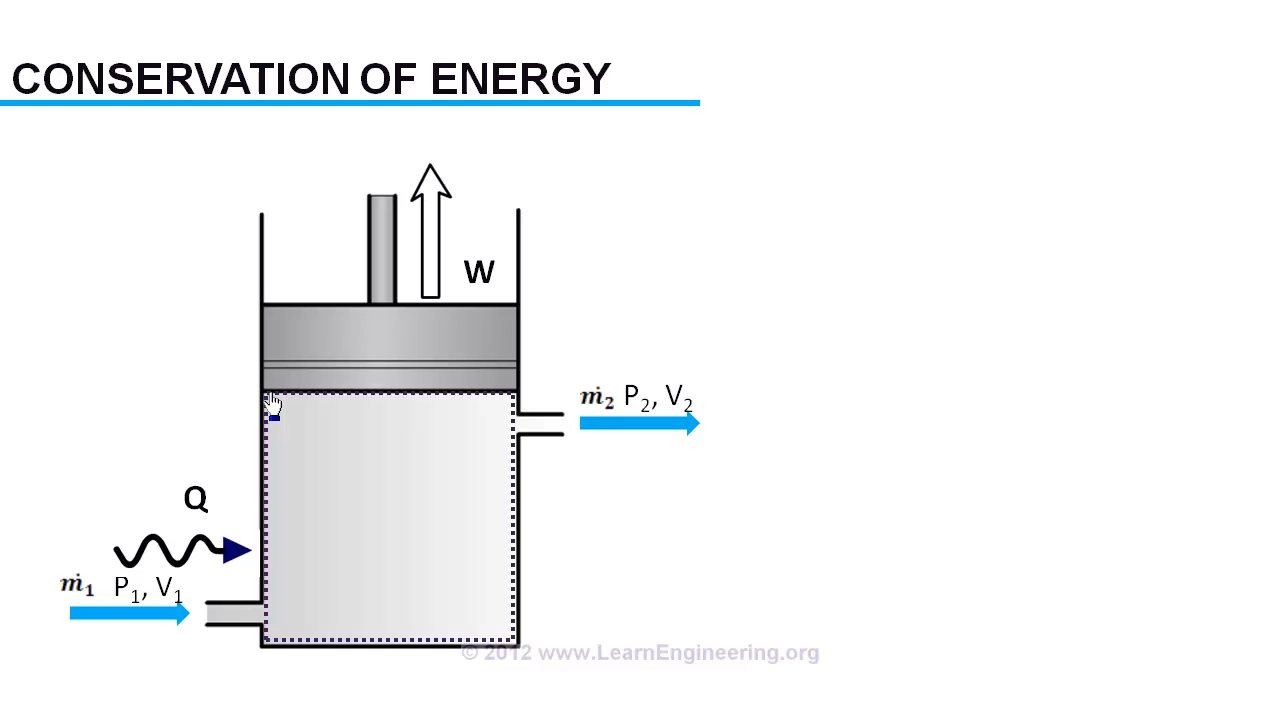 CONSERVATION OF ENERGY
W
ṁ₂ P₂, V₂
Q
ṁ₁ P₁, V₁
© 2012 www.LearnEngineering.org